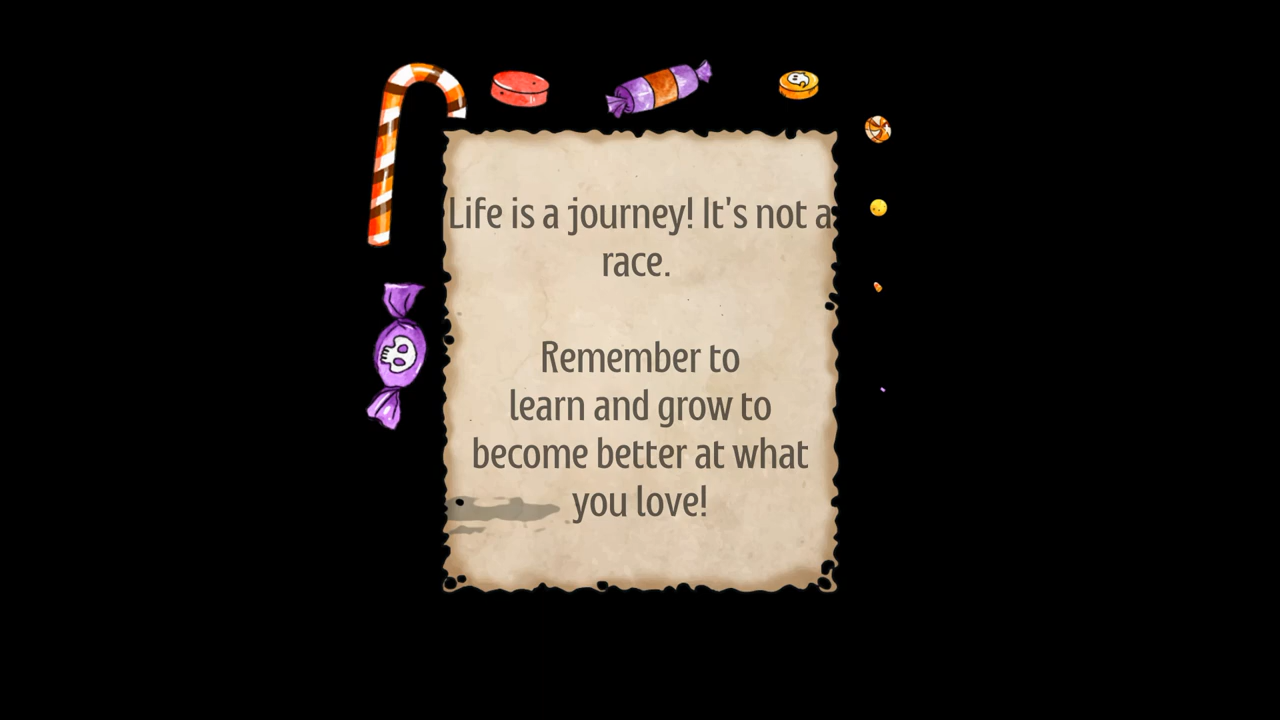 Life is a journey! It's not a
race.
Remember to
learn and grow to
become better at what
you love!